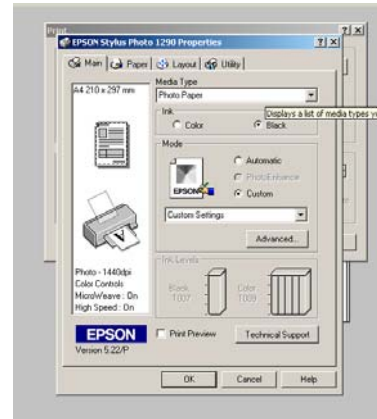 Print
EPSON Stylus Photo 1290 Properties
Main Paper Layout Utility
A4 210 x 297 mm
Media Type
Photo Paper
Displays a list of media types yo
Ink
Color Black
Mode
Automatic
PhotoEnhance
Custom
EPSON
Custom Settings
Advanced...
Photo - 1440dpi
Color Controls
MicroWeave : On
High Speed : On
Ink Levels
Black Color
T007 T009
EPSON
Version 5.22/P
Print Preview
Technical Support
OK Cancel Help